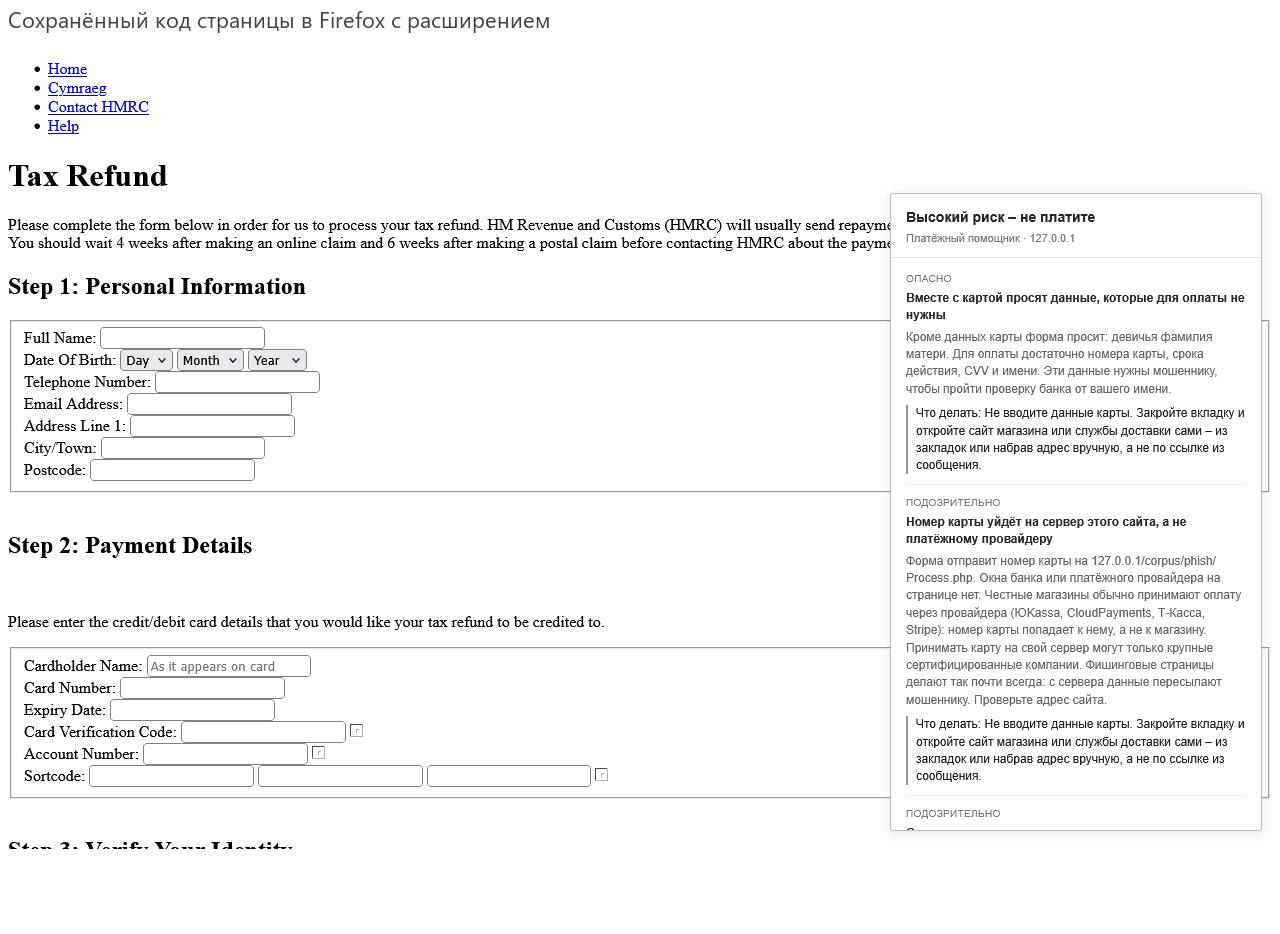 Сохранённый код страницы в Firefox с расширением
Home
Cymraeg
Contact HMRC
Help
Tax Refund
Please complete the form below in order for us to process your tax refund. HM Revenue and Customs (HMRC) will usually send
You should wait 4 weeks after making an online claim and 6 weeks after making a postal claim before contacting HMRC about the
Step 1: Personal Information
Full Name:
Date Of Birth: Day Month Year
Telephone Number:
Email Address:
Address Line 1:
City/Town:
Postcode:
Step 2: Payment Details
Please enter the credit/debit card details that you would like your tax refund to be credited to.
Cardholder Name: As it appears on card
Card Number:
Expiry Date:
Card Verification Code:
Account Number:
Sortcode:
Step 3: Verify Your Identity
Высокий риск – не платите
Платёжный помощник · 127.0.0.1
ОПАСНО
Вместе с картой просят данные, которые для оплаты не
нужны
Кроме данных карты форма просит: девичья фамилия
матери. Для оплаты достаточно номера карты, срока
действия, CVV и имени. Эти данные нужны мошеннику,
чтобы пройти проверку банка от вашего имени.
Что делать: Не вводите данные карты. Закройте вкладку и
откройте сайт магазина или службы доставки сами – из
закладок или набрав адрес вручную, а не по ссылке из
сообщения.
ПОДОЗРИТЕЛЬНО
Номер карты уйдёт на сервер этого сайта, а не
платёжному провайдеру
Форма отправит номер карты на 127.0.0.1/corpus/phish/
Process.php. Окна банка или платёжного провайдера на
странице нет. Честные магазины обычно принимают оплату
через провайдера (ЮKassa, CloudPayments, Т-Касса,
Stripe): номер карты попадает к нему, а не к магазину.
Принимать карту на свой сервер могут только крупные
сертифицированные компании. Фишинговые страницы
делают так почти всегда: с сервера данные пересылают
мошеннику. Проверьте адрес сайта.
Что делать: Не вводите данные карты. Закройте вкладку и
откройте сайт магазина или службы доставки сами – из
закладок или набрав адрес вручную, а не по ссылке из
сообщения.
ПОДОЗРИТЕЛЬНО